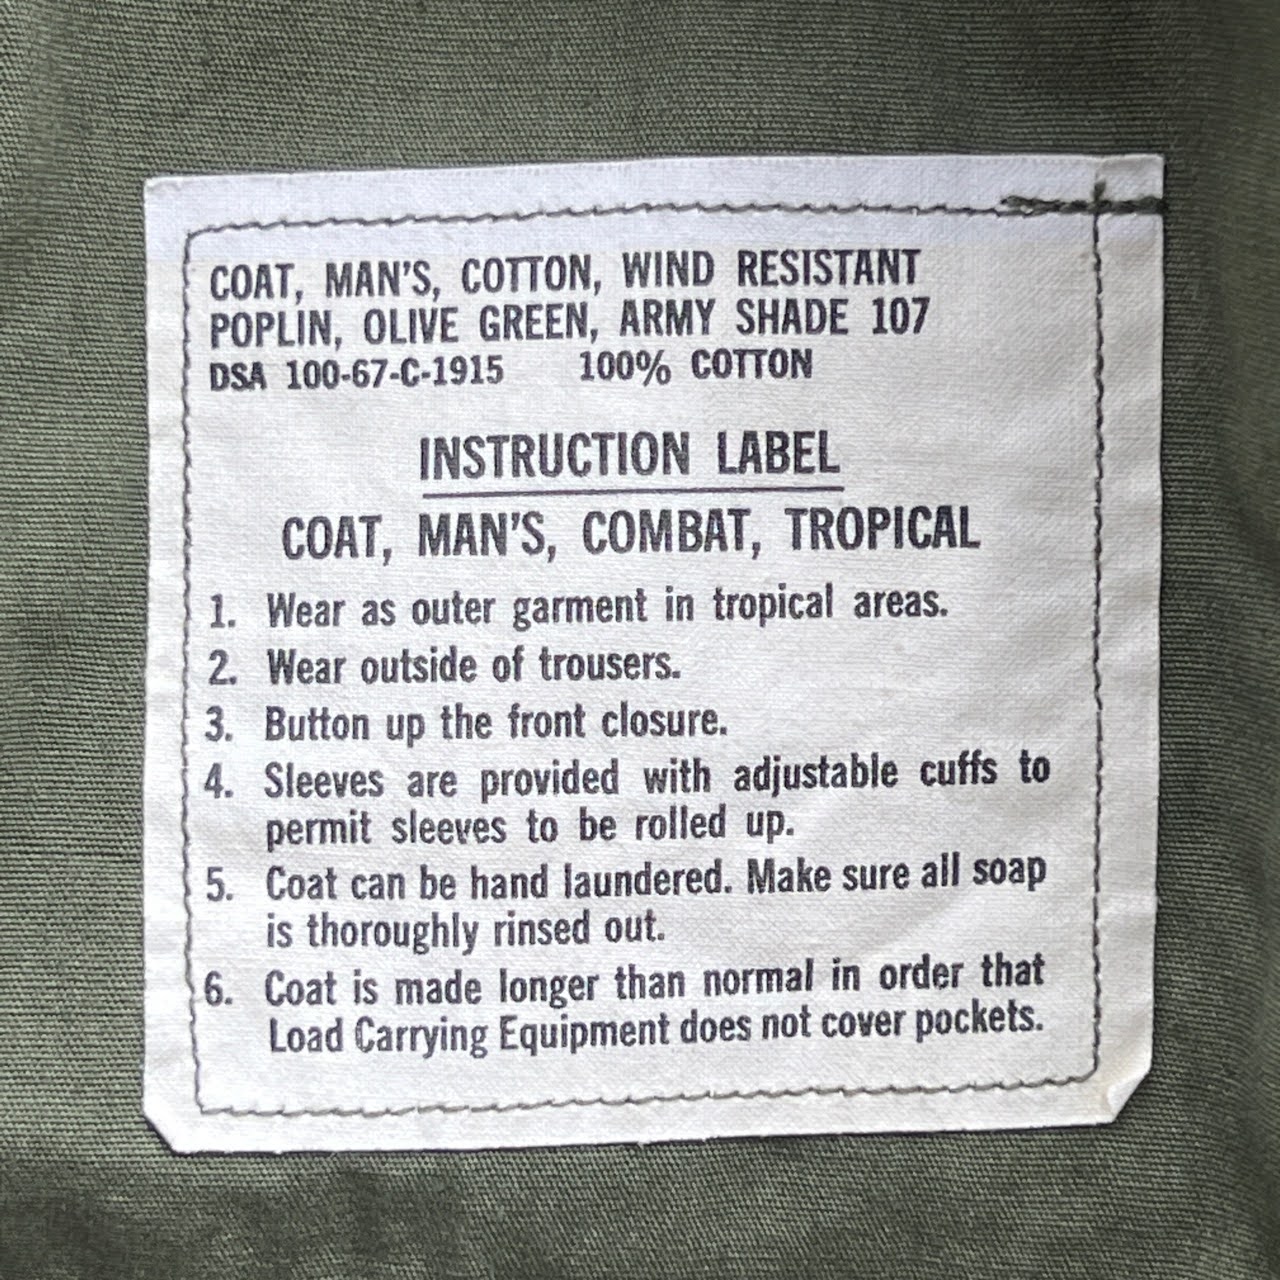 COAT, MAN'S, COTTON, WIND RESISTANT
POPLIN, OLIVE GREEN, ARMY SHADE 107
DSA 100-67-C-1915 100% COTTON
INSTRUCTION LABEL
COAT, MAN'S, COMBAT, TROPICAL
1. Wear as outer garment in tropical areas.
2. Wear outside of trousers.
3. Button up the front closure.
4. Sleeves are provided with adjustable cuffs to
permit sleeves to be rolled up.
5. Coat can be hand laundered. Make sure all soap
is thoroughly rinsed out.
6. Coat is made longer than normal in order that
Load Carrying Equipment does not cover pockets.